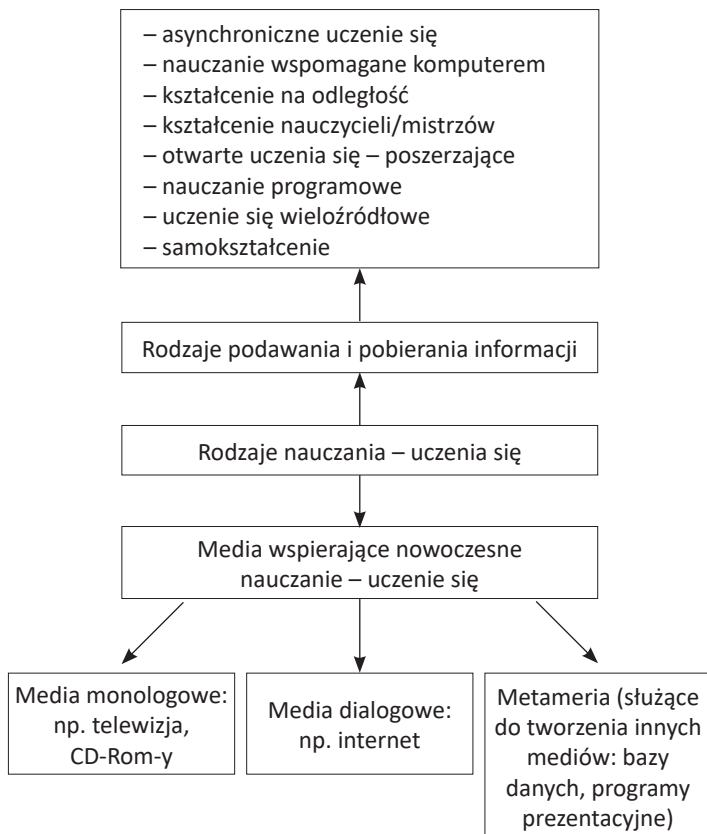 – asynchroniczne uczenie się
– nauczanie wspomagane komputerem
– kształcenie na odległość
– kształcenie nauczycieli/mistrzów
– otwarte uczenia się – poszerzające
– nauczanie programowe
– uczenie się wieloźródłowe
– samokształcenie
Rodzaje podawania i pobierania informacji
Rodzaje nauczania – uczenia się
Media wspierające nowoczesne
nauczanie – uczenie się
Media monologowe:
np. telewizja,
CD-Rom-y
Media dialogowe:
np. internet
Metameria (służące
do tworzenia innych
mediów: bazy
danych, programy
prezentacyjne)